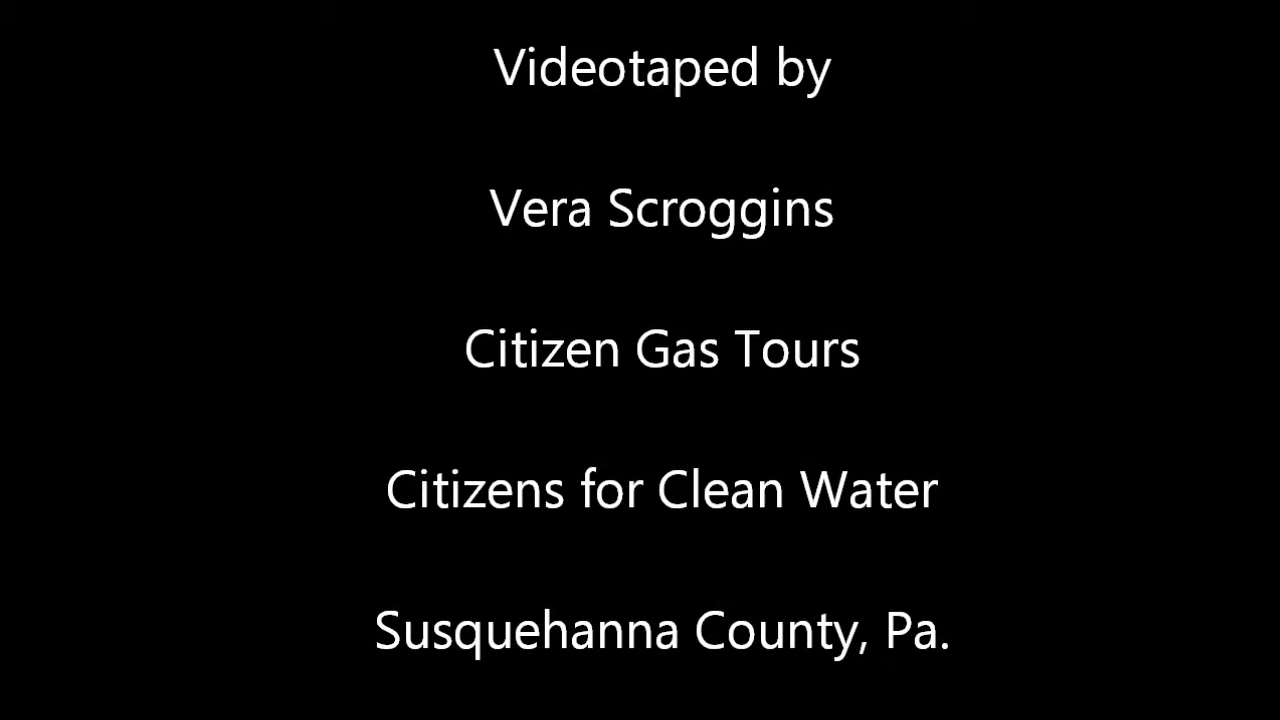 Videotaped by
Vera Scroggins
Citizen Gas Tours
Citizens for Clean Water
Susquehanna County, Pa.